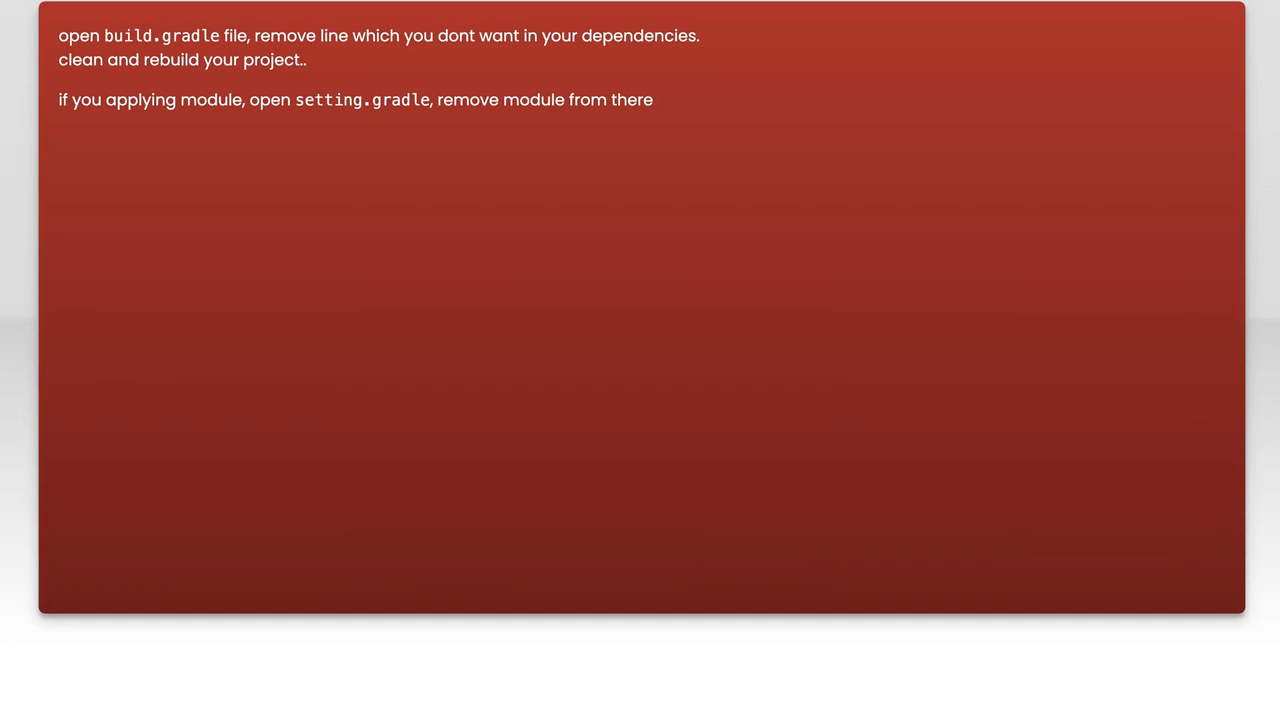 open build.gradle file, remove line which you dont want in your dependencies.
clean and rebuild your project..
if you applying module, open setting.gradle, remove module from there